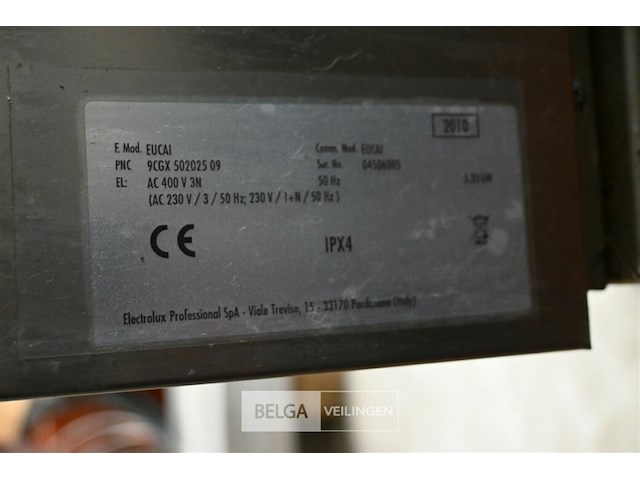 2010
F. Mod. EUCAI Comm. Mod. EUCAI
PNC 9CGX 502025 09 Ser. No. 04506005
EL: AC 400 V 3N 50 Hz 5.35 kW
(AC 230 V / 3 / 50 Hz; 230 V / 1+N / 50 Hz)
CE IPX4
Electrolux Professional SpA - Viale Treviso, 15 - 33170 Pordenone (Italy)
BELGA VEILINGEN